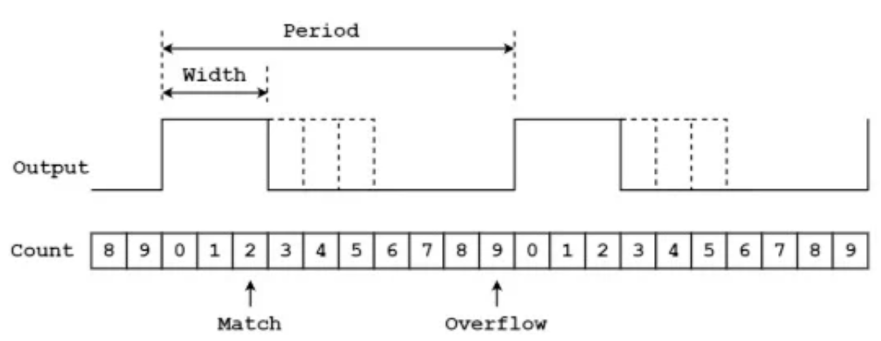 Period
Width
Output
Count 8 9 0 1 2 3 4 5 6 7 8 9 0 1 2 3 4 5 6 7 8 9
Match Overflow